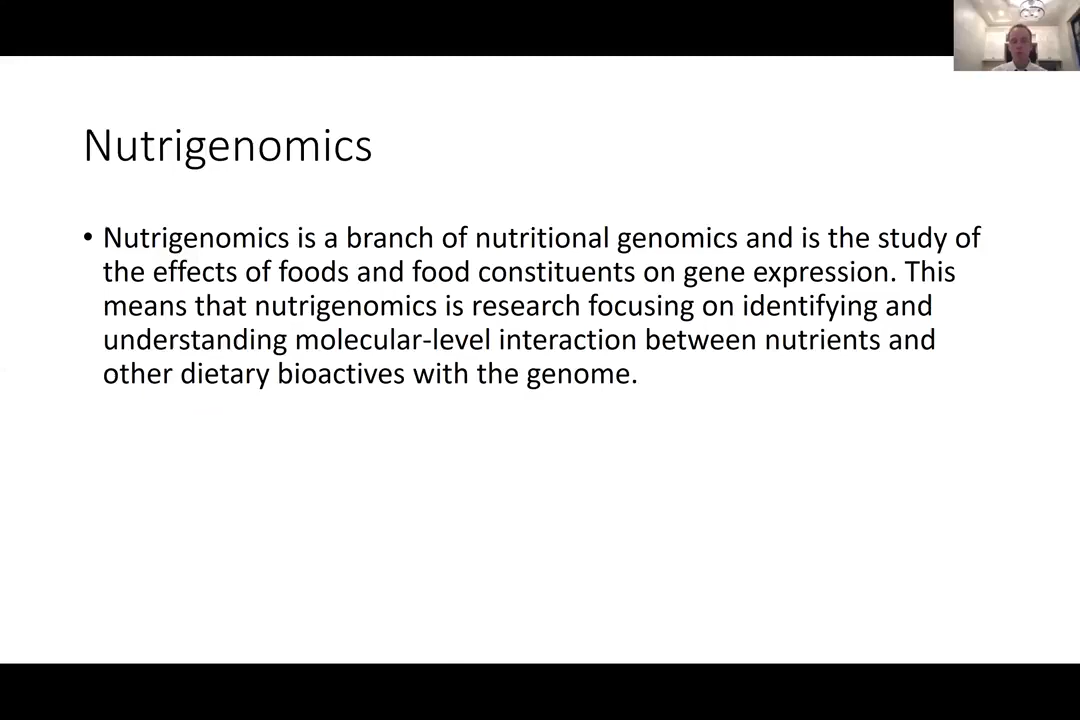 Nutrigenomics
• Nutrigenomics is a branch of nutritional genomics and is the study of
the effects of foods and food constituents on gene expression. This
means that nutrigenomics is research focusing on identifying and
understanding molecular-level interaction between nutrients and
other dietary bioactives with the genome.